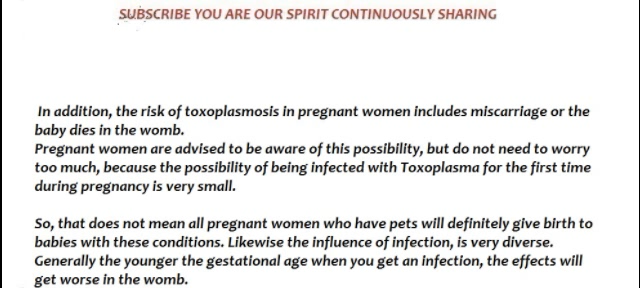 SUBSCRIBE YOU ARE OUR SPIRIT CONTINUOUSLY SHARING
In addition, the risk of toxoplasmosis in pregnant women includes miscarriage or the
baby dies in the womb.
Pregnant women are advised to be aware of this possibility, but do not need to worry
too much, because the possibility of being infected with Toxoplasma for the first time
during pregnancy is very small.
So, that does not mean all pregnant women who have pets will definitely give birth to
babies with these conditions. Likewise the influence of infection, is very diverse.
Generally the younger the gestational age when you get an infection, the effects will
get worse in the womb.